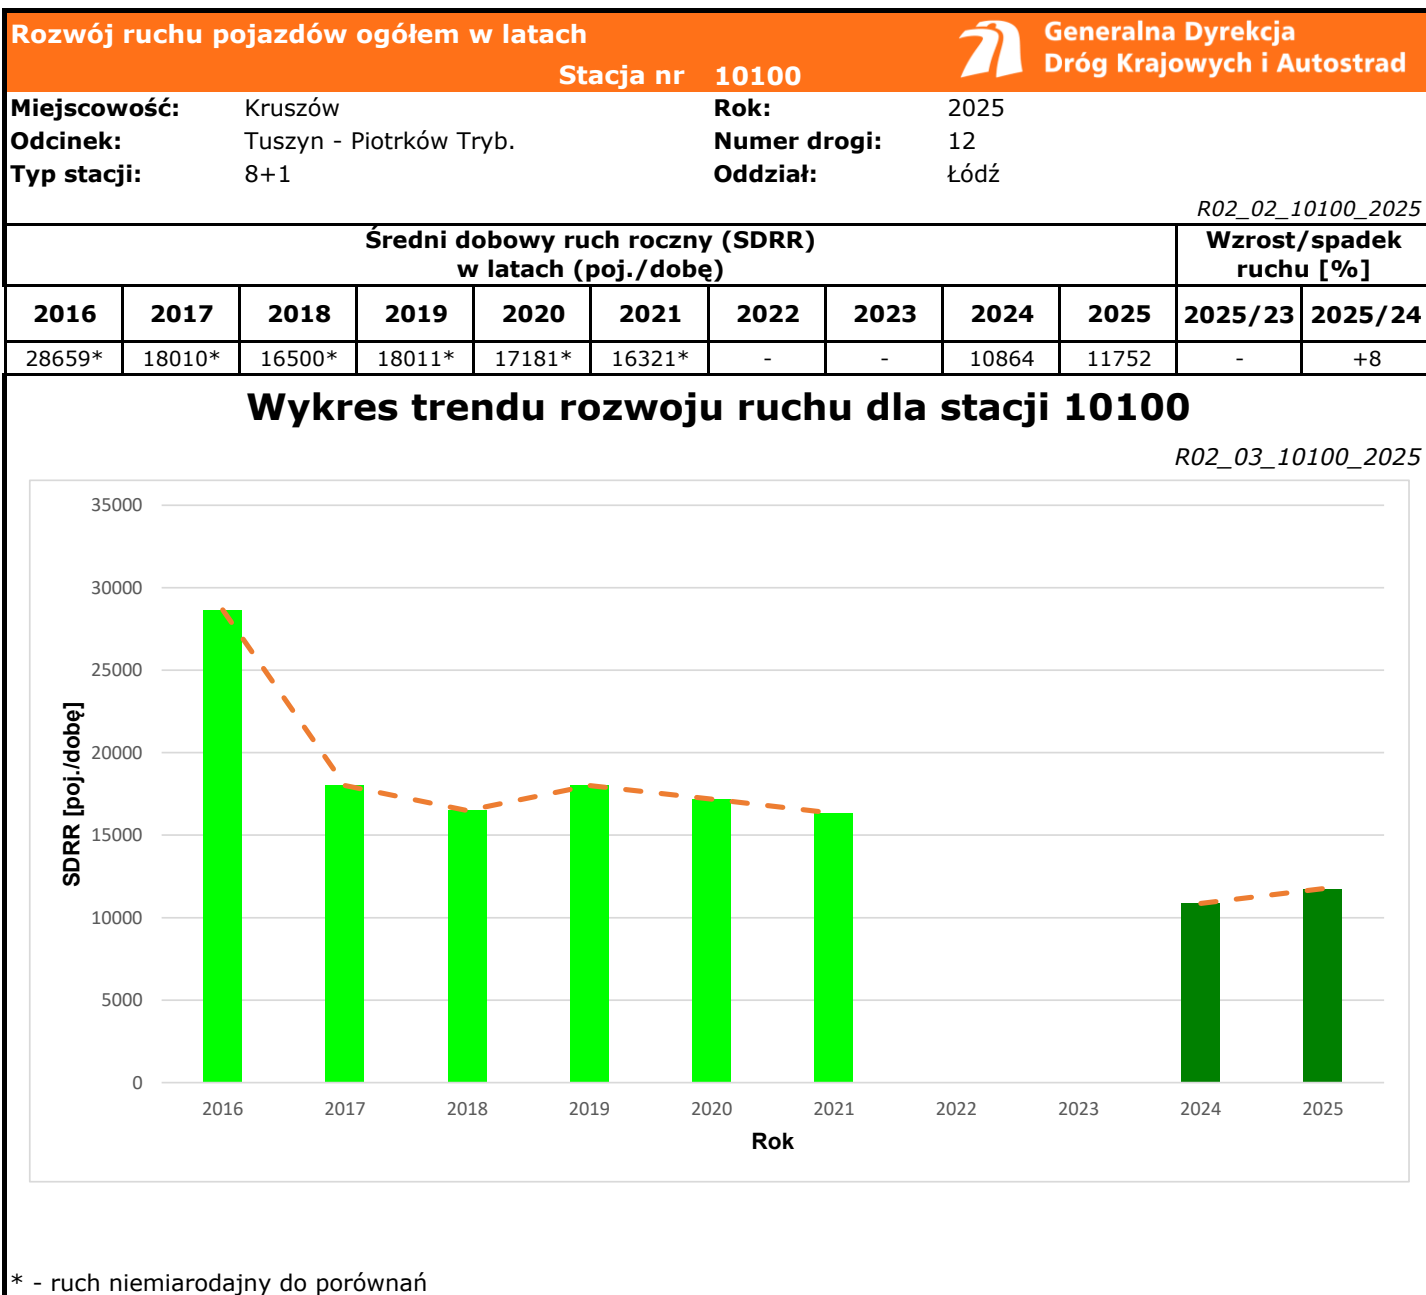 Rozwój ruchu pojazdów ogółem w latach
Generalna Dyrekcja
Dróg Krajowych i Autostrad
Stacja nr 10100
Miejscowość: Kruszów Rok: 2025
Odcinek: Tuszyn - Piotrków Tryb. Numer drogi: 12
Typ stacji: 8+1 Oddział: Łódź
R02_02_10100_2025
Średni dobowy ruch roczny (SDRR)
w latach (poj./dobę)
Wzrost/spadek
ruchu [%]
2016 2017 2018 2019 2020 2021 2022 2023 2024 2025 2025/23 2025/24
28659* 18010* 16500* 18011* 17181* 16321* - - 10864 11752 - +8
Wykres trendu rozwoju ruchu dla stacji 10100
R02_03_10100_2025
35000
30000
25000
20000
15000
10000
5000
0
SDRR [poj./dobę]
2016 2017 2018 2019 2020 2021 2022 2023 2024 2025
Rok
* - ruch niemiarodajny do porównań